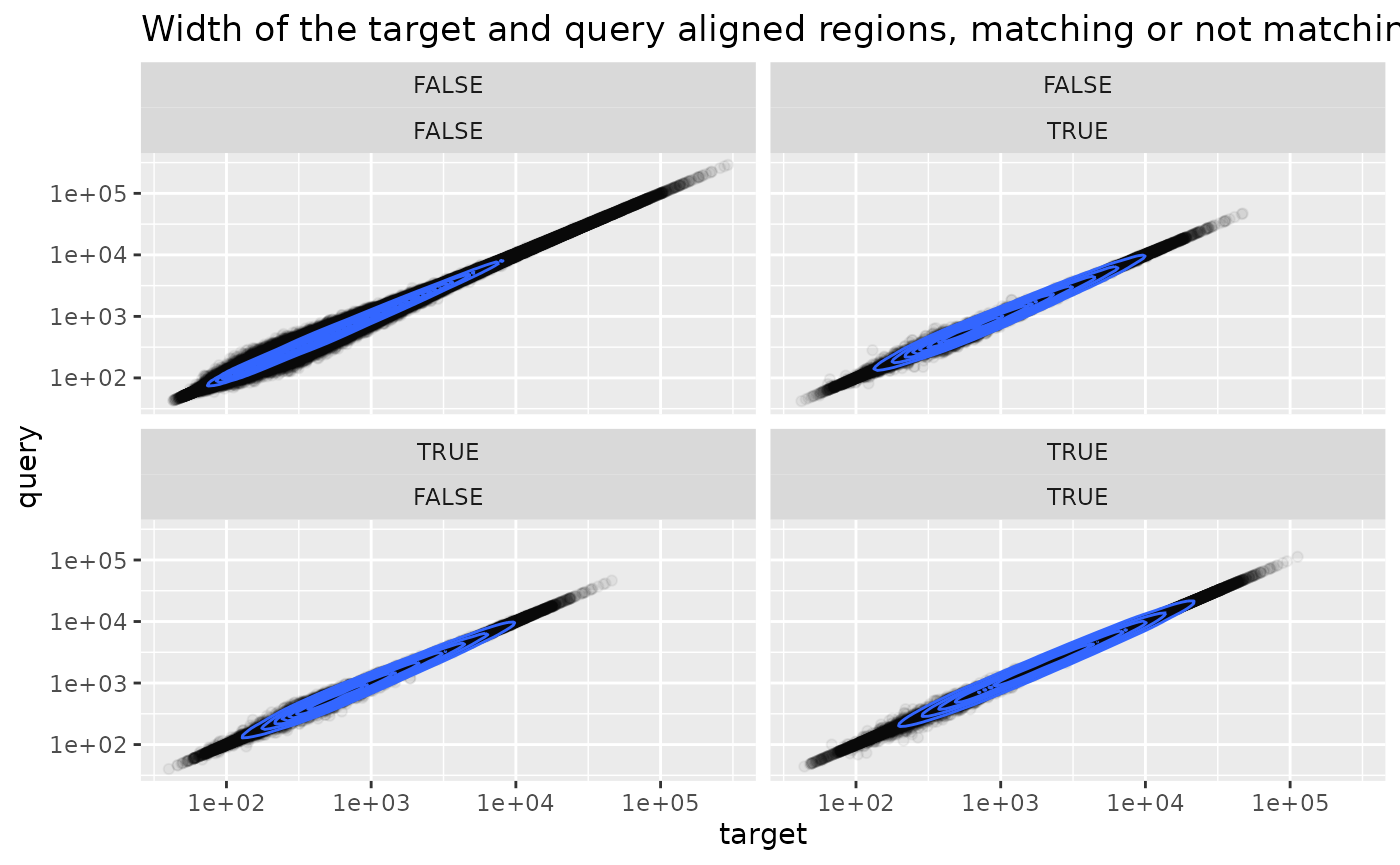 Width of the target and query aligned regions, matching or not matchin
FALSE
FALSE
FALSE
TRUE
1e+05
1e+04
1e+03
1e+02
TRUE
FALSE
TRUE
TRUE
1e+05
1e+04
1e+03
1e+02
query
1e+02 1e+03 1e+04 1e+05 1e+02 1e+03 1e+04 1e+05
target